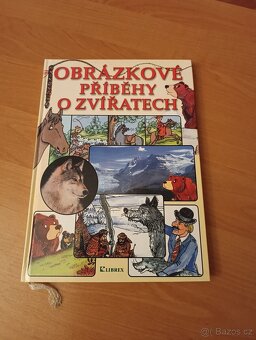 OBRÁZKOVÉ
PŘÍBĚHY
O ZVÍŘATECH
LIBREX
Bazos.cz